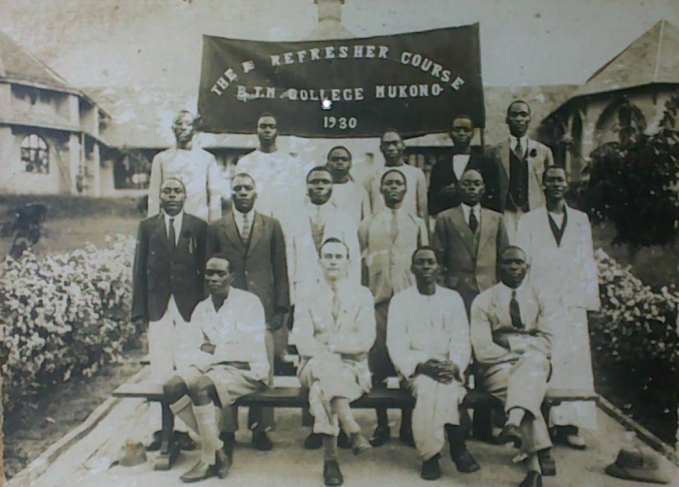 THE REFRESHER COURSE
B.T.M. COLLEGE MUKONO
1930